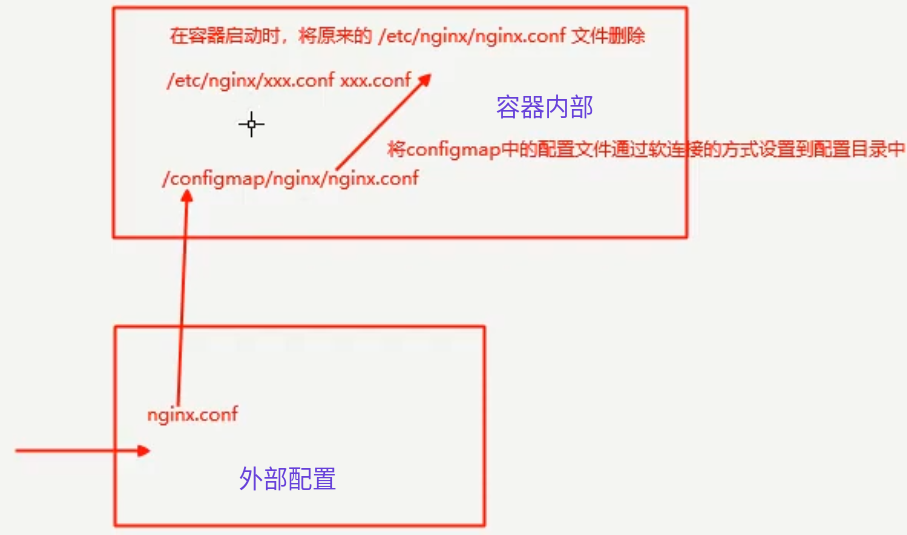 在容器启动时，将原来的 /etc/nginx/nginx.conf 文件删除
/etc/nginx/xxx.conf xxx.conf
容器内部
将configmap中的配置文件通过软连接的方式设置到配置目录中
/configmap/nginx/nginx.conf
nginx.conf
外部配置